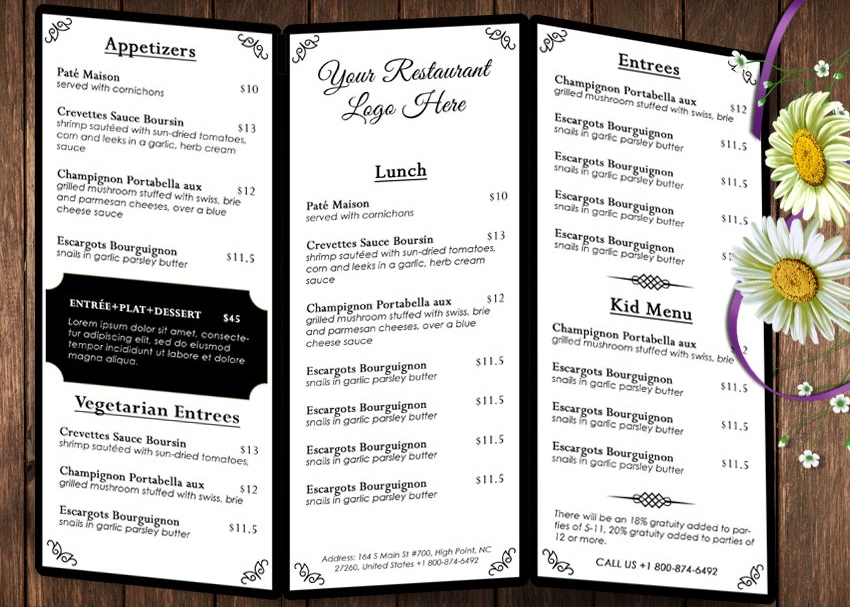 Appetizers
Paté Maison
$10
served with cornichons
Crevettes Sauce Boursin
$13
shrimp sautéed with sun-dried tomatoes,
corn and leeks in a garlic, herb cream
sauce
Champignon Portabella aux
$12
grilled mushroom stuffed with swiss, brie
and parmesan cheeses, over a blue
cheese sauce
Escargots Bourguignon
$11.5
snails in garlic parsley butter
ENTRÉE+PLAT+DESSERT $45
Lorem ipsum dolor sit amet, consecte-
tur adipiscing elit, sed do eiusmod
tempor incididunt ut labore et dolore
magna aliqua.
Vegetarian Entrees
Crevettes Sauce Boursin
$13
shrimp sautéed with sun-dried tomatoes,
Champignon Portabella aux
$12
grilled mushroom stuffed with swiss, brie
Escargots Bourguignon
$11.5
snails in garlic parsley butter
Your Restaurant
Logo Here
Lunch
Paté Maison
$10
served with cornichons
Crevettes Sauce Boursin
$13
shrimp sautéed with sun-dried tomatoes,
corn and leeks in a garlic, herb cream
sauce
Champignon Portabella aux
$12
grilled mushroom stuffed with swiss, brie
and parmesan cheeses, over a blue
cheese sauce
Escargots Bourguignon
$11.5
snails in garlic parsley butter
Escargots Bourguignon
$11.5
snails in garlic parsley butter
Escargots Bourguignon
$11.5
snails in garlic parsley butter
Escargots Bourguignon
$11.5
snails in garlic parsley butter
Address: 164 S Main St #700, High Point, NC
27260, United States +1 800-874-6492
Entrees
Champignon Portabella aux
$12
grilled mushroom stuffed with swiss, brie
Escargots Bourguignon
$11.5
snails in garlic parsley butter
Escargots Bourguignon
$11.5
snails in garlic parsley butter
Escargots Bourguignon
$11.5
snails in garlic parsley butter
Escargots Bourguignon
snails in garlic parsley butter
Kid Menu
Champignon Portabella aux
grilled mushroom stuffed with swiss, brie
Escargots Bourguignon
$11.5
snails in garlic parsley butter
Escargots Bourguignon
$11.5
snails in garlic parsley butter
Escargots Bourguignon
$11.5
snails in garlic parsley butter
There will be an 18% gratuity added to par-
ties of 5-11, 20% gratuity added to parties of
12 or more.
CALL US +1 800-874-6492